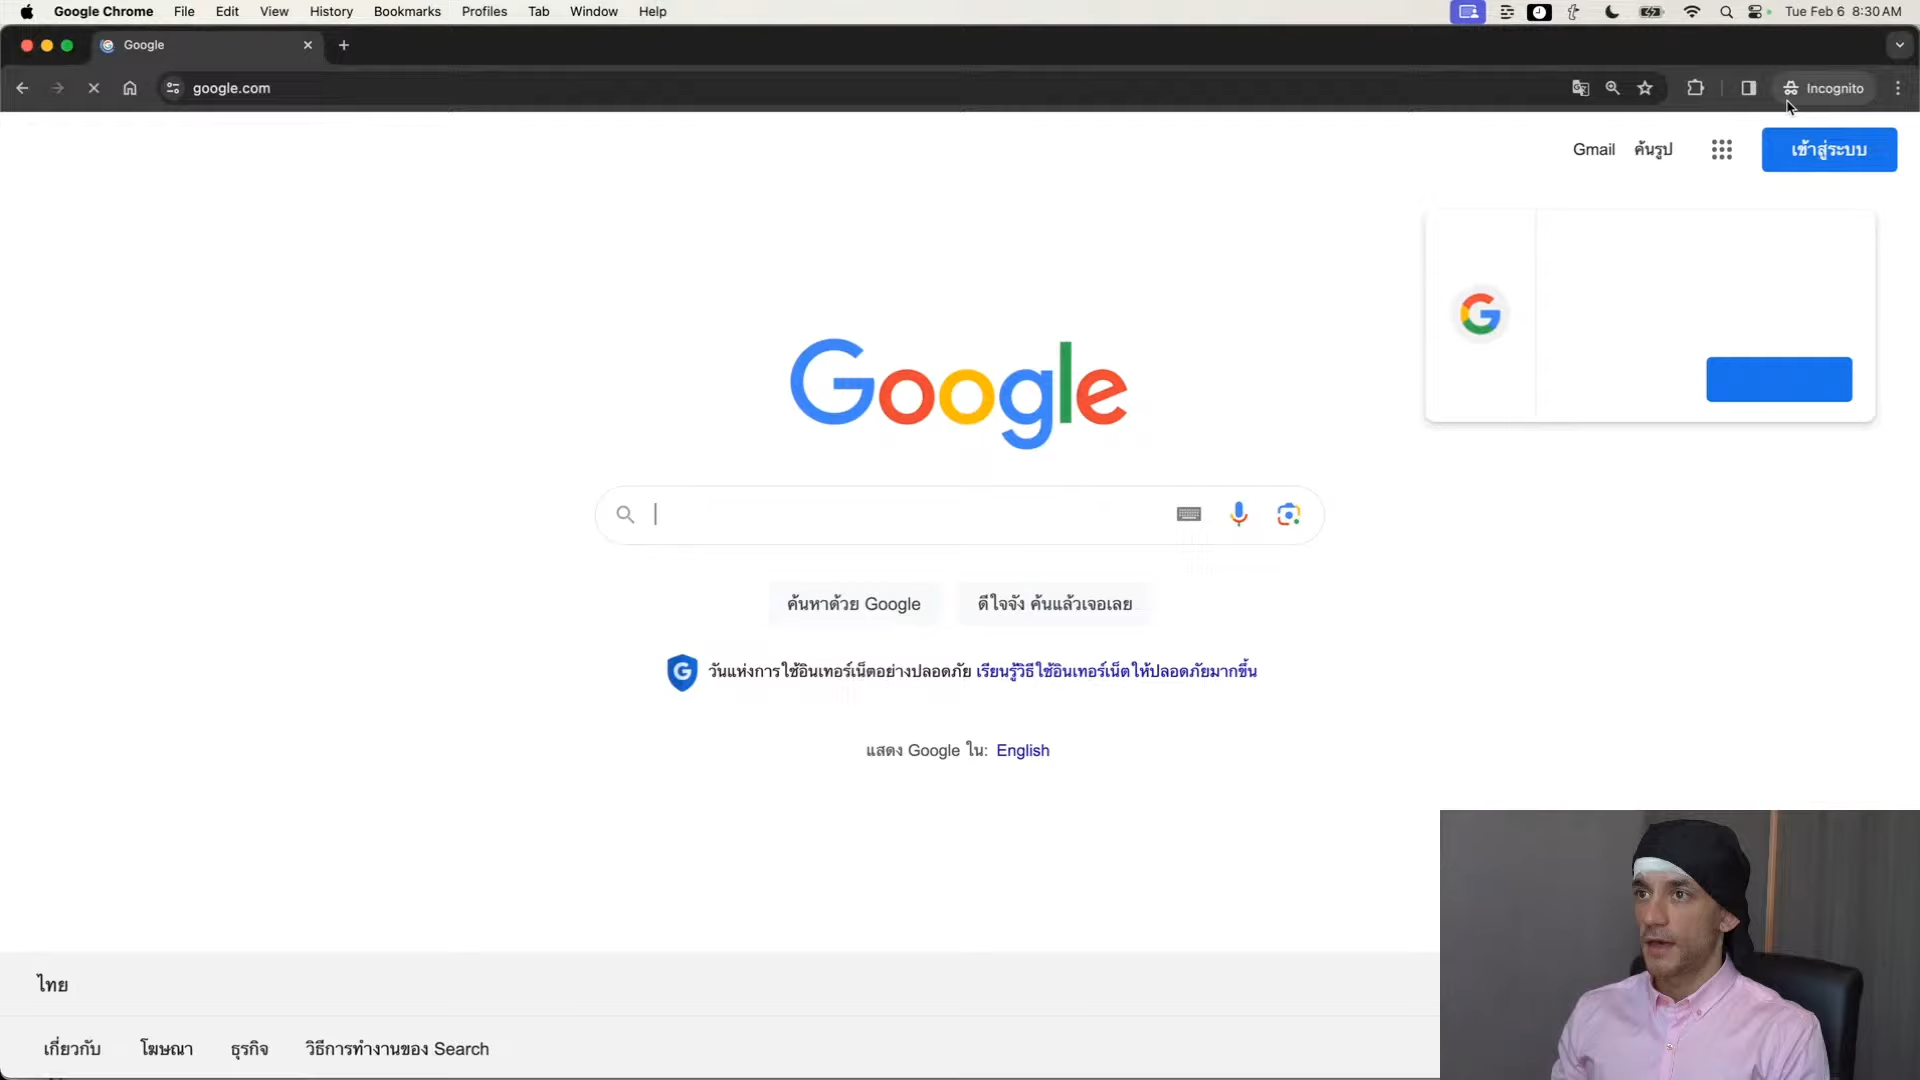 Google Chrome File Edit View History Bookmarks Profiles Tab Window Help Tue Feb 6 8:30 AM
Google
google.com Incognito
Gmail ค้นรูป เข้าสู่ระบบ
Google
ค้นหาด้วย Google ดีใจจัง ค้นแล้วเจอเลย
วันแห่งการใช้อินเทอร์เน็ตอย่างปลอดภัย เรียนรู้วิธีใช้อินเทอร์เน็ตให้ปลอดภัยมากขึ้น
แสดง Google ใน: English
ไทย
เกี่ยวกับ โฆษณา ธุรกิจ วิธีการทำงานของ Search